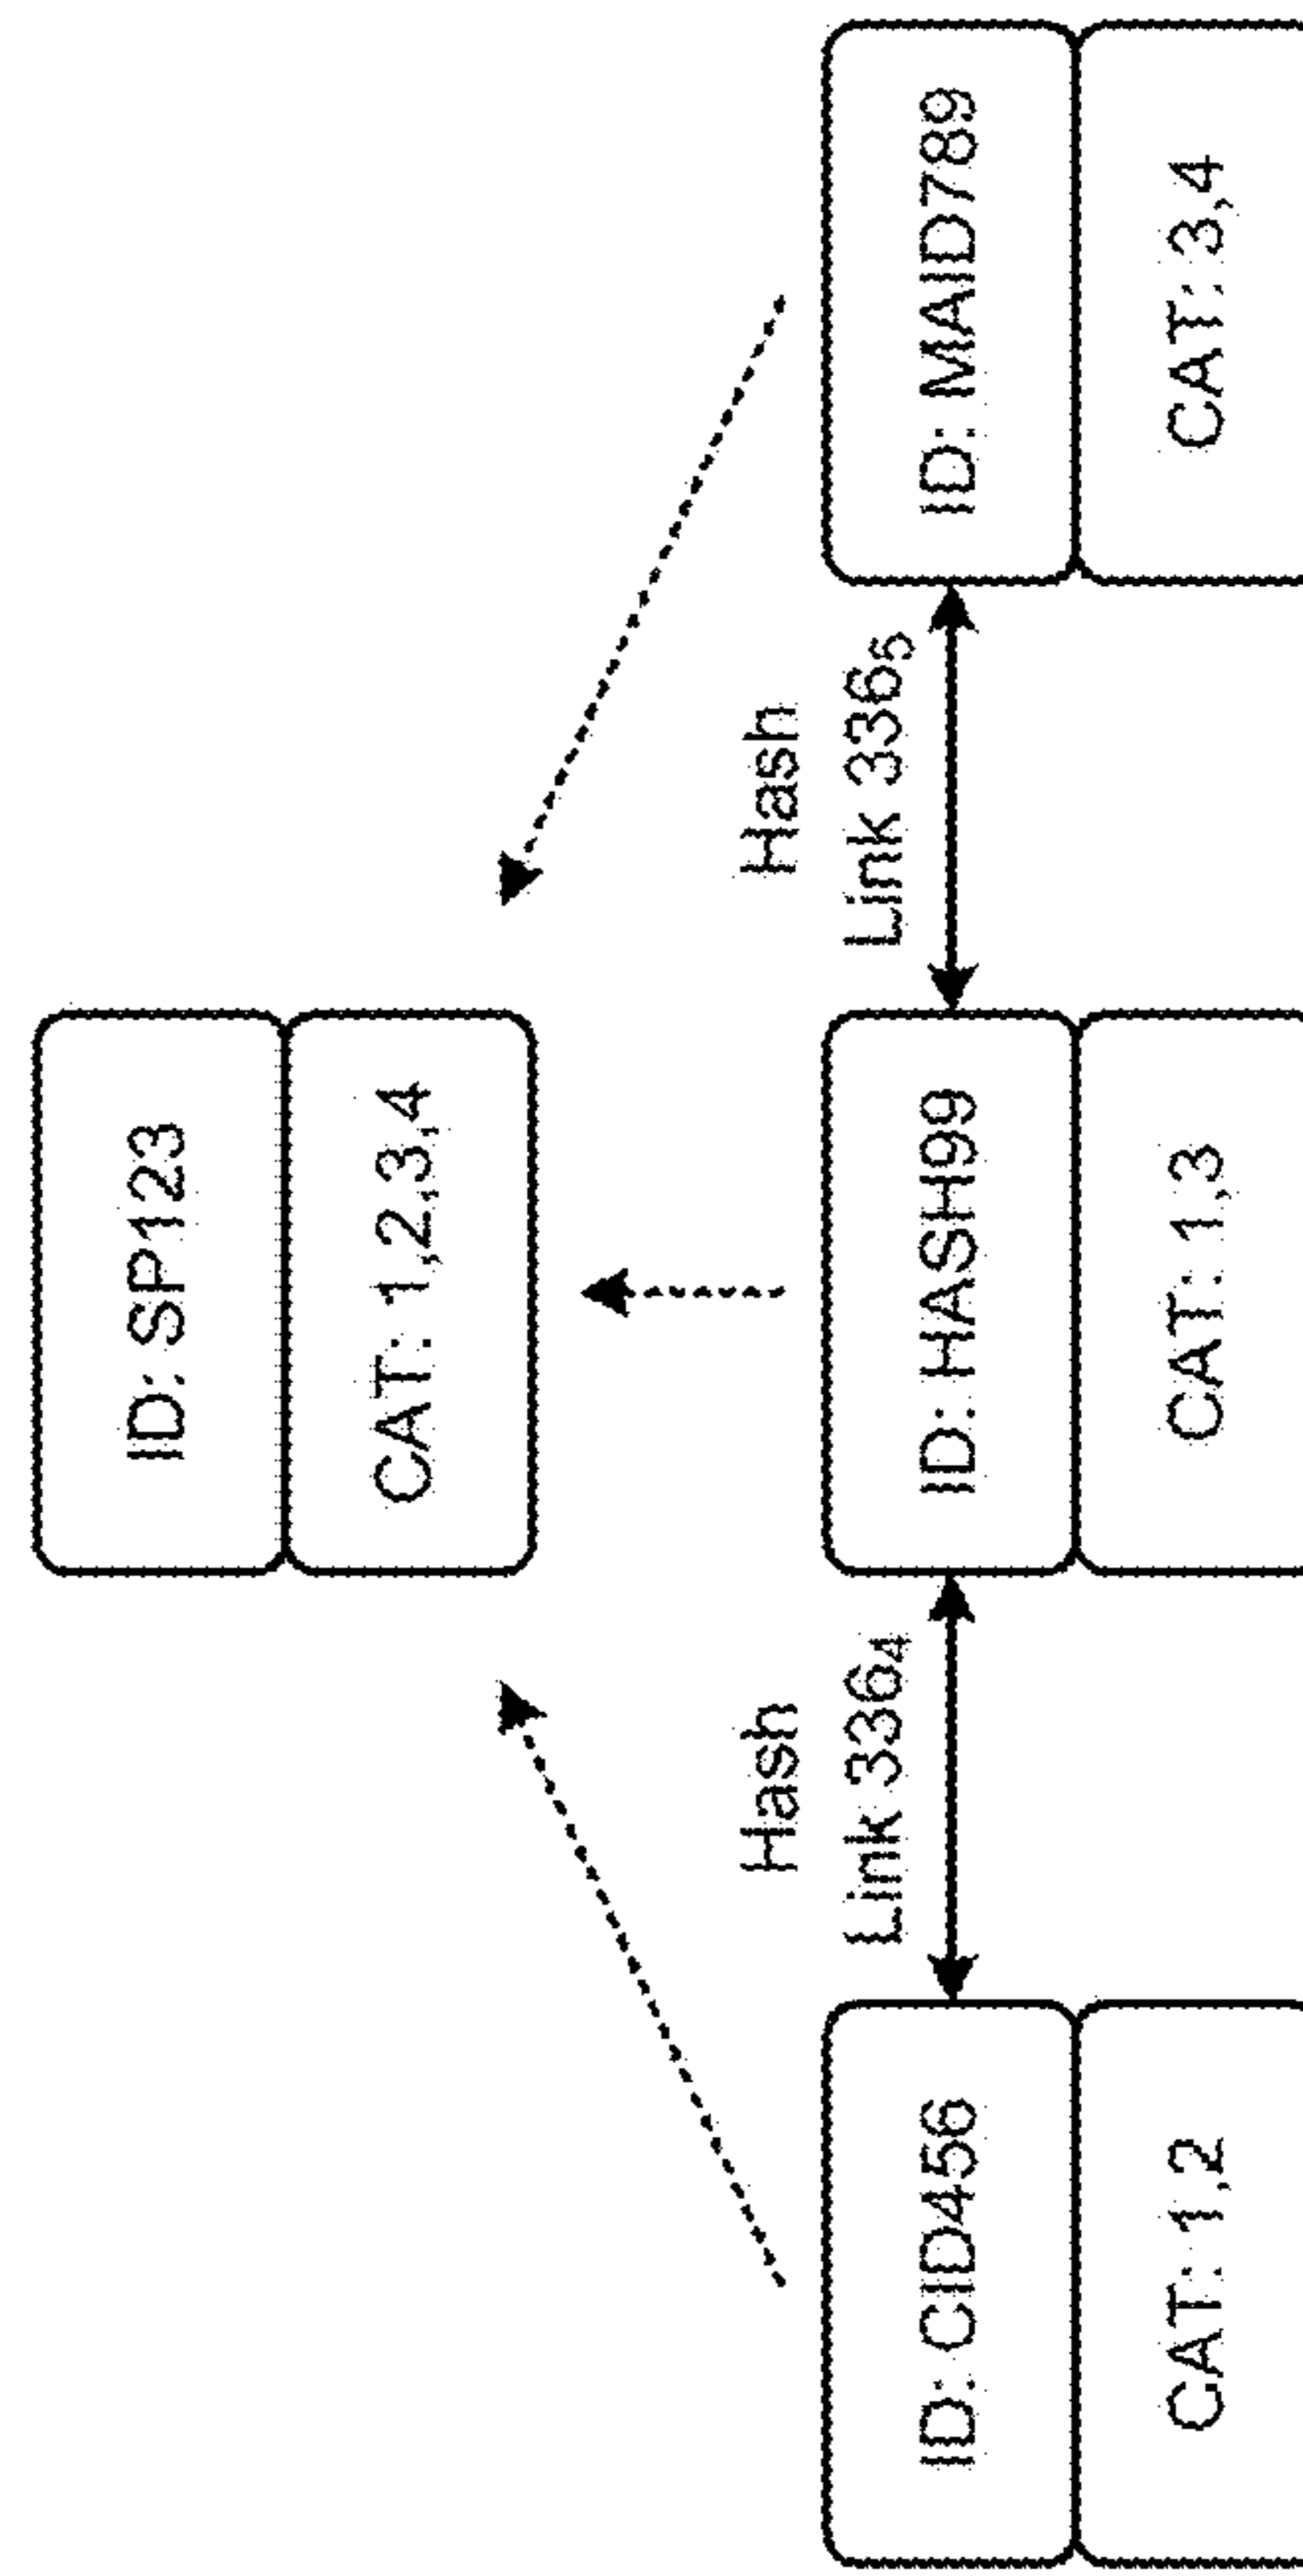 ID: SP123
CAT: 1,2,3,4
Hash
Link 336₄
Hash
Link 336₅
ID: CID456
CAT: 1,2
ID: HASH99
CAT: 1,3
ID: MAID789
CAT: 3,4